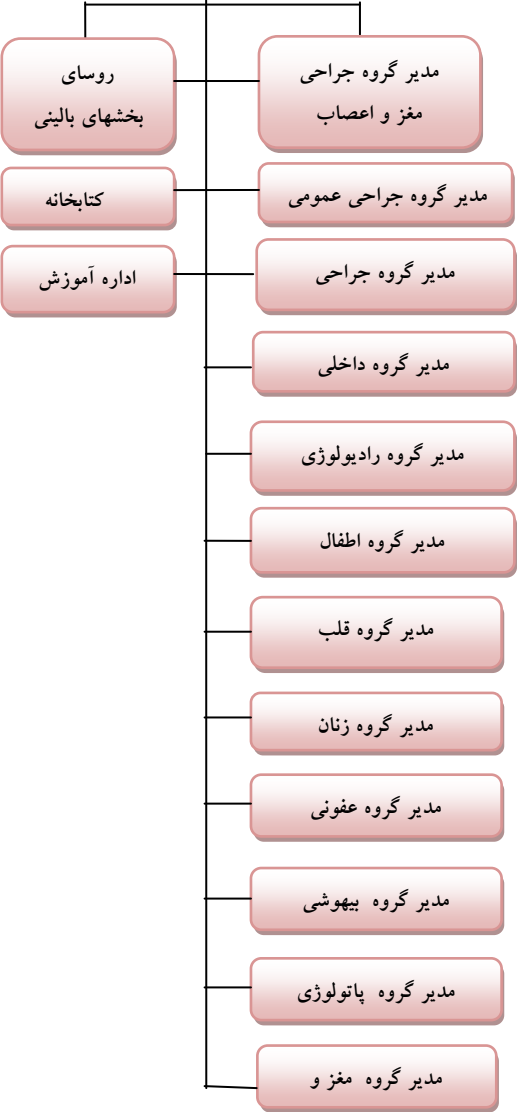 مدیر گروه جراحی
مغز و اعصاب
روسای
بخشهای بالینی
مدیر گروه جراحی عمومی
کتابخانه
مدیر گروه جراحی
اداره آموزش
مدیر گروه داخلی
مدیر گروه رادیولوژی
مدیر گروه اطفال
مدیر گروه قلب
مدیر گروه زنان
مدیر گروه عفونی
مدیر گروه بیهوشی
مدیر گروه پاتولوژی
مدیر گروه مغز و